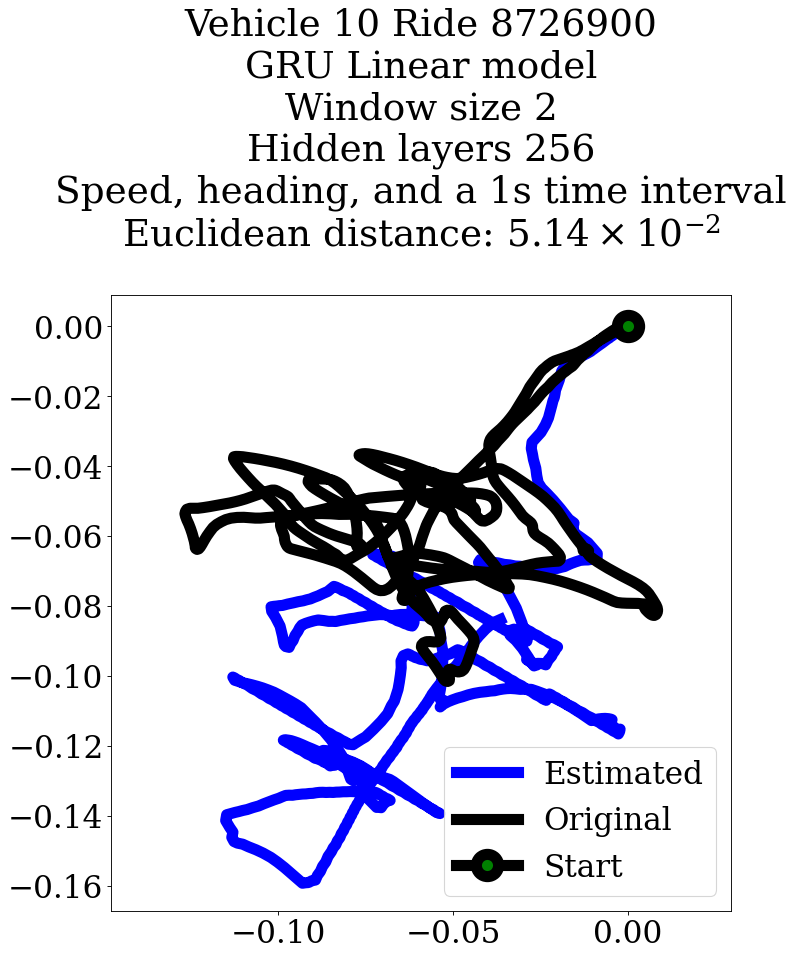 Vehicle 10 Ride 8726900
GRU Linear model
Window size 2
Hidden layers 256
Speed, heading, and a 1s time interval
Euclidean distance: 5.14 × 10⁻²
0.00
−0.02
−0.04
−0.06
−0.08
−0.10
−0.12
−0.14
−0.16
Estimated
Original
Start
−0.10
−0.05
0.00